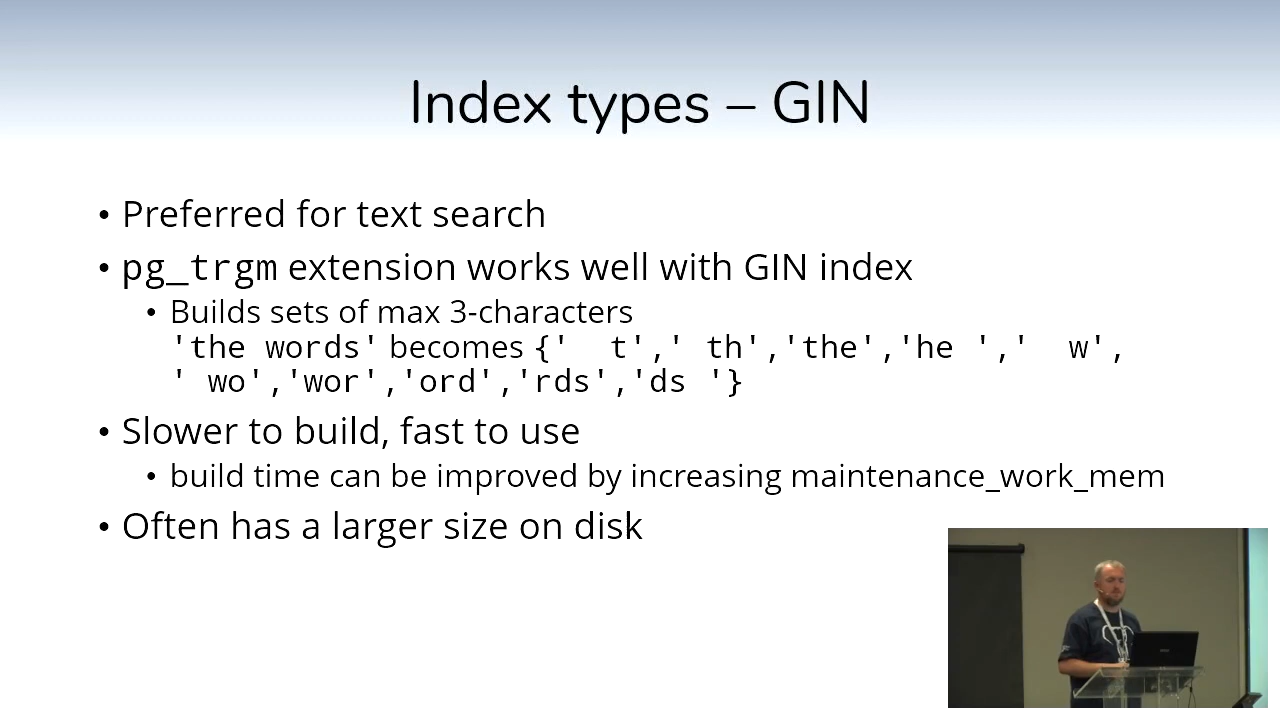 Index types – GIN
• Preferred for text search
• pg_trgm extension works well with GIN index
• Builds sets of max 3-characters
'the words' becomes {'  t',' th','the','he ','  w',
' wo','wor','ord','rds','ds '}
• Slower to build, fast to use
• build time can be improved by increasing maintenance_work_mem
• Often has a larger size on disk